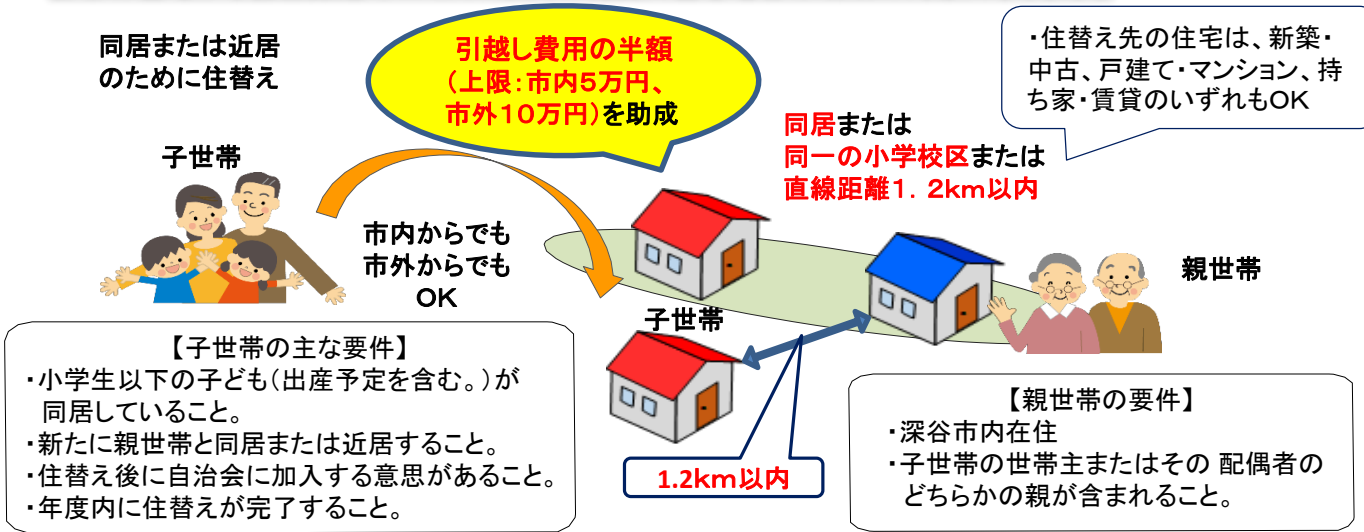 同居または近居
のために住替え
引越し費用の半額
(上限:市内5万円、
市外10万円)を助成
・住替え先の住宅は、新築・
中古、戸建て・マンション、持
ち家・賃貸のいずれもOK
同居または
同一の小学校区または
直線距離1.2km以内
子世帯
市内からでも
市外からでも
OK
親世帯
子世帯
【子世帯の主な要件】
・小学生以下の子ども(出産予定を含む。)が
同居していること。
・新たに親世帯と同居または近居すること。
・住替え後に自治会に加入する意思があること。
・年度内に住替えが完了すること。
1.2km以内
【親世帯の要件】
・深谷市内在住
・子世帯の世帯主またはその 配偶者の
どちらかの親が含まれること。